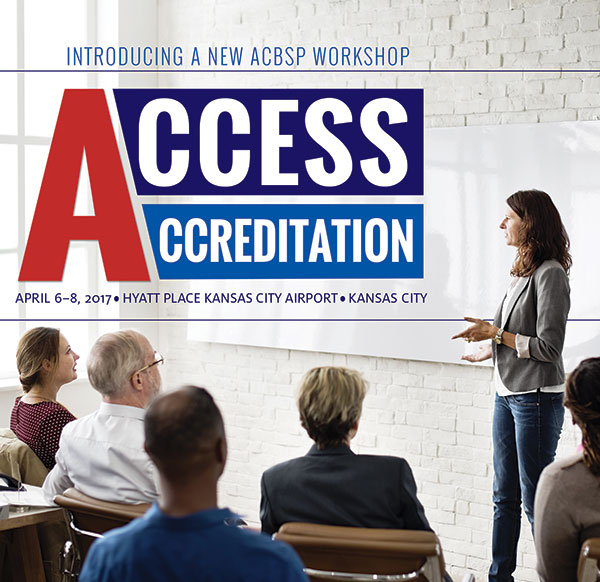 INTRODUCING A NEW ACBSP WORKSHOP
ACCESS
ACCREDITATION
APRIL 6–8, 2017 • HYATT PLACE KANSAS CITY AIRPORT • KANSAS CITY